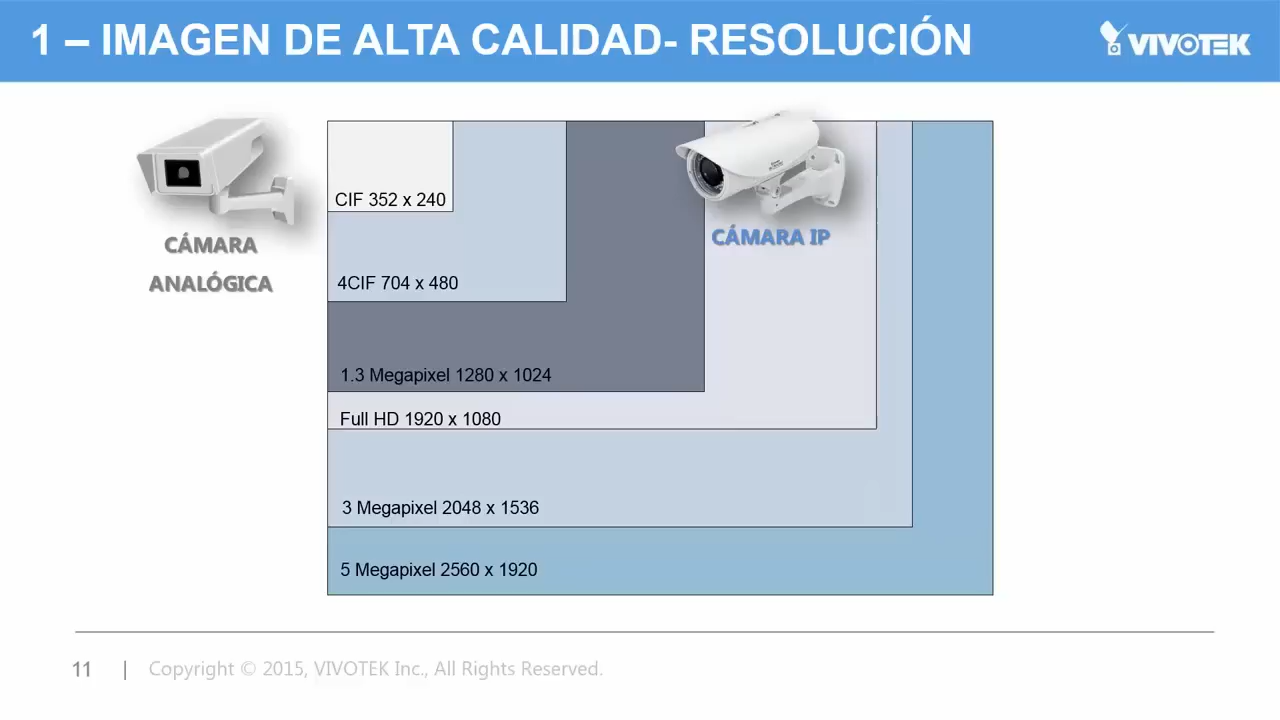 1 – IMAGEN DE ALTA CALIDAD- RESOLUCIÓN
VIVOTEK
CÁMARA
ANALÓGICA
CÁMARA IP
CIF 352 x 240
4CIF 704 x 480
1.3 Megapixel 1280 x 1024
Full HD 1920 x 1080
3 Megapixel 2048 x 1536
5 Megapixel 2560 x 1920
11 | Copyright © 2015, VIVOTEK Inc., All Rights Reserved.